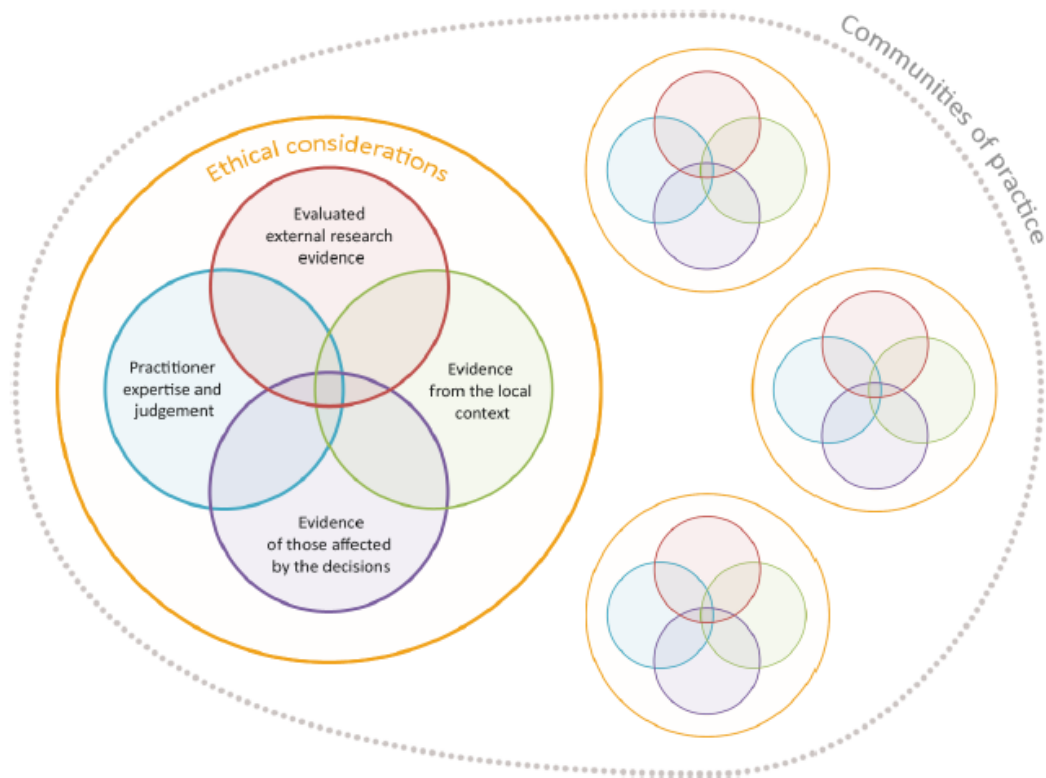 Communities of practice
Ethical considerations
Evaluated
external research
evidence
Practitioner
expertise and
judgement
Evidence
from the local
context
Evidence
of those affected
by the decisions